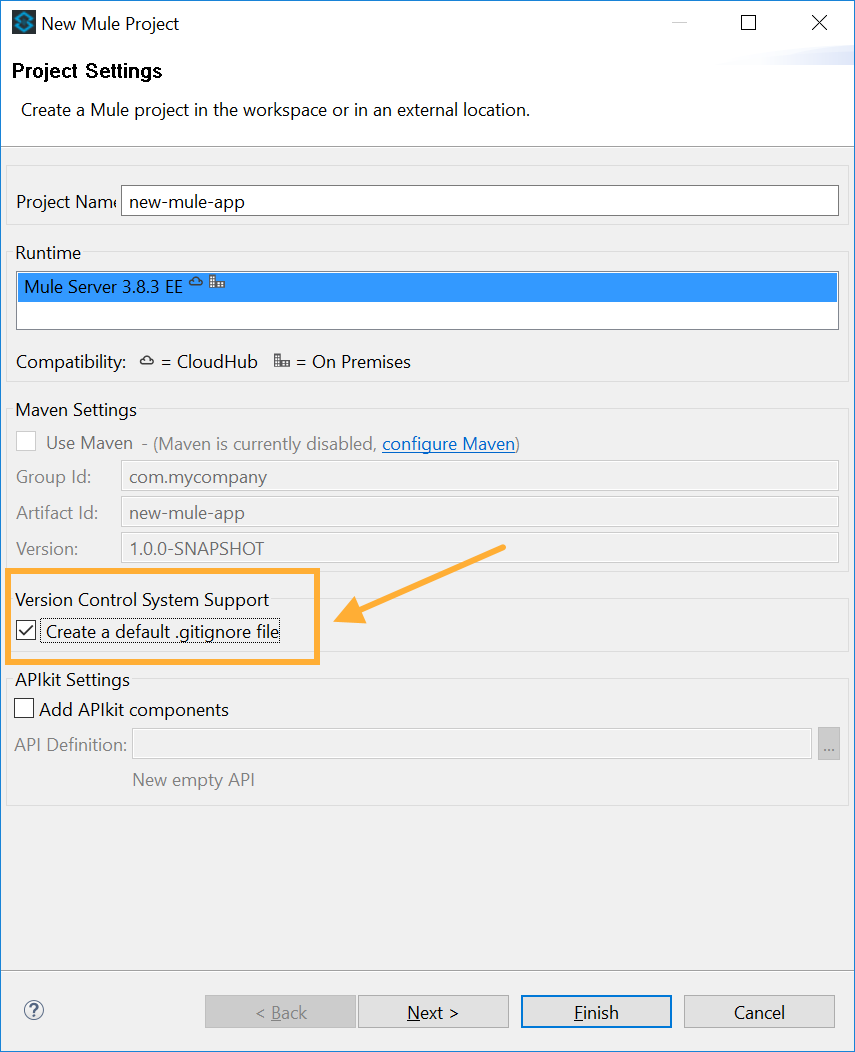 New Mule Project
Project Settings
Create a Mule project in the workspace or in an external location.
Project Name new-mule-app
Runtime
Mule Server 3.8.3 EE
Compatibility: = CloudHub = On Premises
Maven Settings
Use Maven - (Maven is currently disabled, configure Maven)
Group Id: com.mycompany
Artifact Id: new-mule-app
Version: 1.0.0-SNAPSHOT
Version Control System Support
Create a default .gitignore file
APIkit Settings
Add APIkit components
API Definition: ...
New empty API
? < Back Next > Finish Cancel